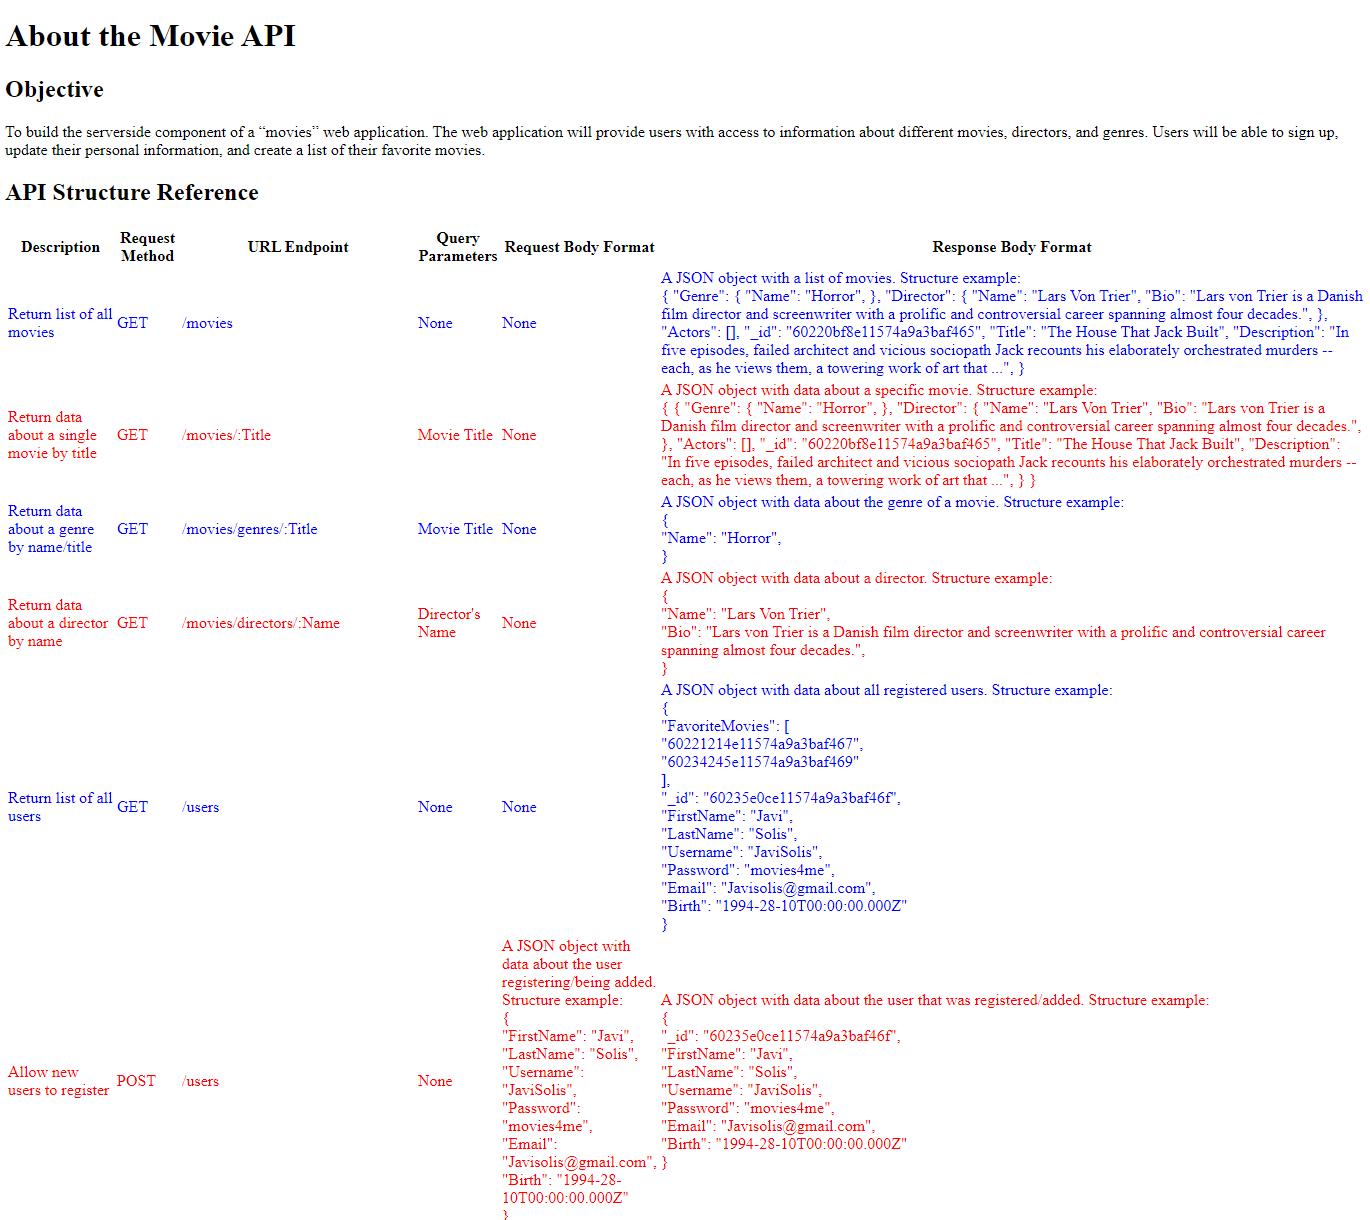 About the Movie API
Objective
To build the serverside component of a “movies” web application. The web application will provide users with access to information about different movies, directors, and genres. Users will be able to sign up,
update their personal information, and create a list of their favorite movies.
API Structure Reference
Description
Request
Method
URL Endpoint
Query
Parameters
Request Body Format
Response Body Format
Return list of all
movies
GET
/movies
None
None
A JSON object with a list of movies. Structure example:
{ "Genre": { "Name": "Horror", }, "Director": { "Name": "Lars Von Trier", "Bio": "Lars von Trier is a Danish
film director and screenwriter with a prolific and controversial career spanning almost four decades.", },
"Actors": [], "_id": "60220bf8e11574a9a3baf465", "Title": "The House That Jack Built", "Description": "In
five episodes, failed architect and vicious sociopath Jack recounts his elaborately orchestrated murders --
each, as he views them, a towering work of art that ...", }
Return data
about a single
movie by title
GET
/movies/:Title
Movie Title
None
A JSON object with data about a specific movie. Structure example:
{ { "Genre": { "Name": "Horror", }, "Director": { "Name": "Lars Von Trier", "Bio": "Lars von Trier is a
Danish film director and screenwriter with a prolific and controversial career spanning almost four decades.",
}, "Actors": [], "_id": "60220bf8e11574a9a3baf465", "Title": "The House That Jack Built", "Description":
"In five episodes, failed architect and vicious sociopath Jack recounts his elaborately orchestrated murders --
each, as he views them, a towering work of art that ...", } }
Return data
about a genre
by name/title
GET
/movies/genres/:Title
Movie Title
None
A JSON object with data about the genre of a movie. Structure example:
{
"Name": "Horror",
}
Return data
about a director
by name
GET
/movies/directors/:Name
Director's
Name
None
A JSON object with data about a director. Structure example:
{
"Name": "Lars Von Trier",
"Bio": "Lars von Trier is a Danish film director and screenwriter with a prolific and controversial career
spanning almost four decades.",
}
Return list of all
users
GET
/users
None
None
A JSON object with data about all registered users. Structure example:
{
"FavoriteMovies": [
"60221214e11574a9a3baf467",
"60234245e11574a9a3baf469"
],
"_id": "60235e0ce11574a9a3baf46f",
"FirstName": "Javi",
"LastName": "Solis",
"Username": "JaviSolis",
"Password": "movies4me",
"Email": "Javisolis@gmail.com",
"Birth": "1994-28-10T00:00:00.000Z"
}
Allow new
users to register
POST
/users
None
A JSON object with
data about the user
registering/being added.
Structure example:
{
"FirstName": "Javi",
"LastName": "Solis",
"Username":
"JaviSolis",
"Password":
"movies4me",
"Email":
"Javisolis@gmail.com",
"Birth": "1994-28-
10T00:00:00.000Z"
}
A JSON object with data about the user that was registered/added. Structure example:
{
"_id": "60235e0ce11574a9a3baf46f",
"FirstName": "Javi",
"LastName": "Solis",
"Username": "JaviSolis",
"Password": "movies4me",
"Email": "Javisolis@gmail.com",
"Birth": "1994-28-10T00:00:00.000Z"
}